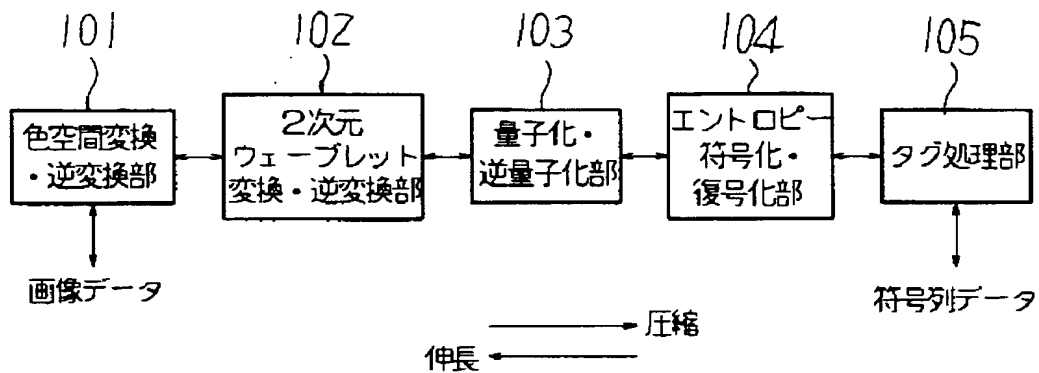 101
102
103
104
105
色空間変換
・逆変換部
2次元
ウェーブレット
変換・逆変換部
量子化・
逆量子化部
エントロピー
符号化・
復号化部
タグ処理部
画像データ
符号列データ
圧縮
伸長